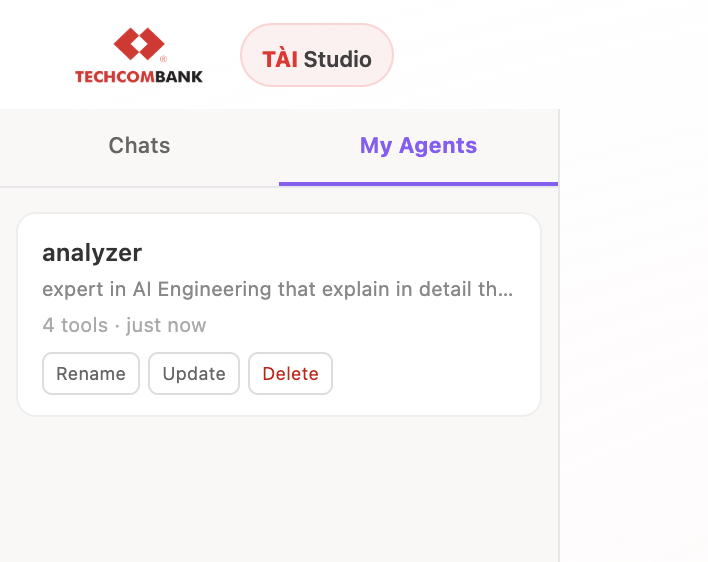 TECHCOMBANK®
TÀI Studio
Chats
My Agents
analyzer
expert in AI Engineering that explain in detail th...
4 tools · just now
Rename
Update
Delete